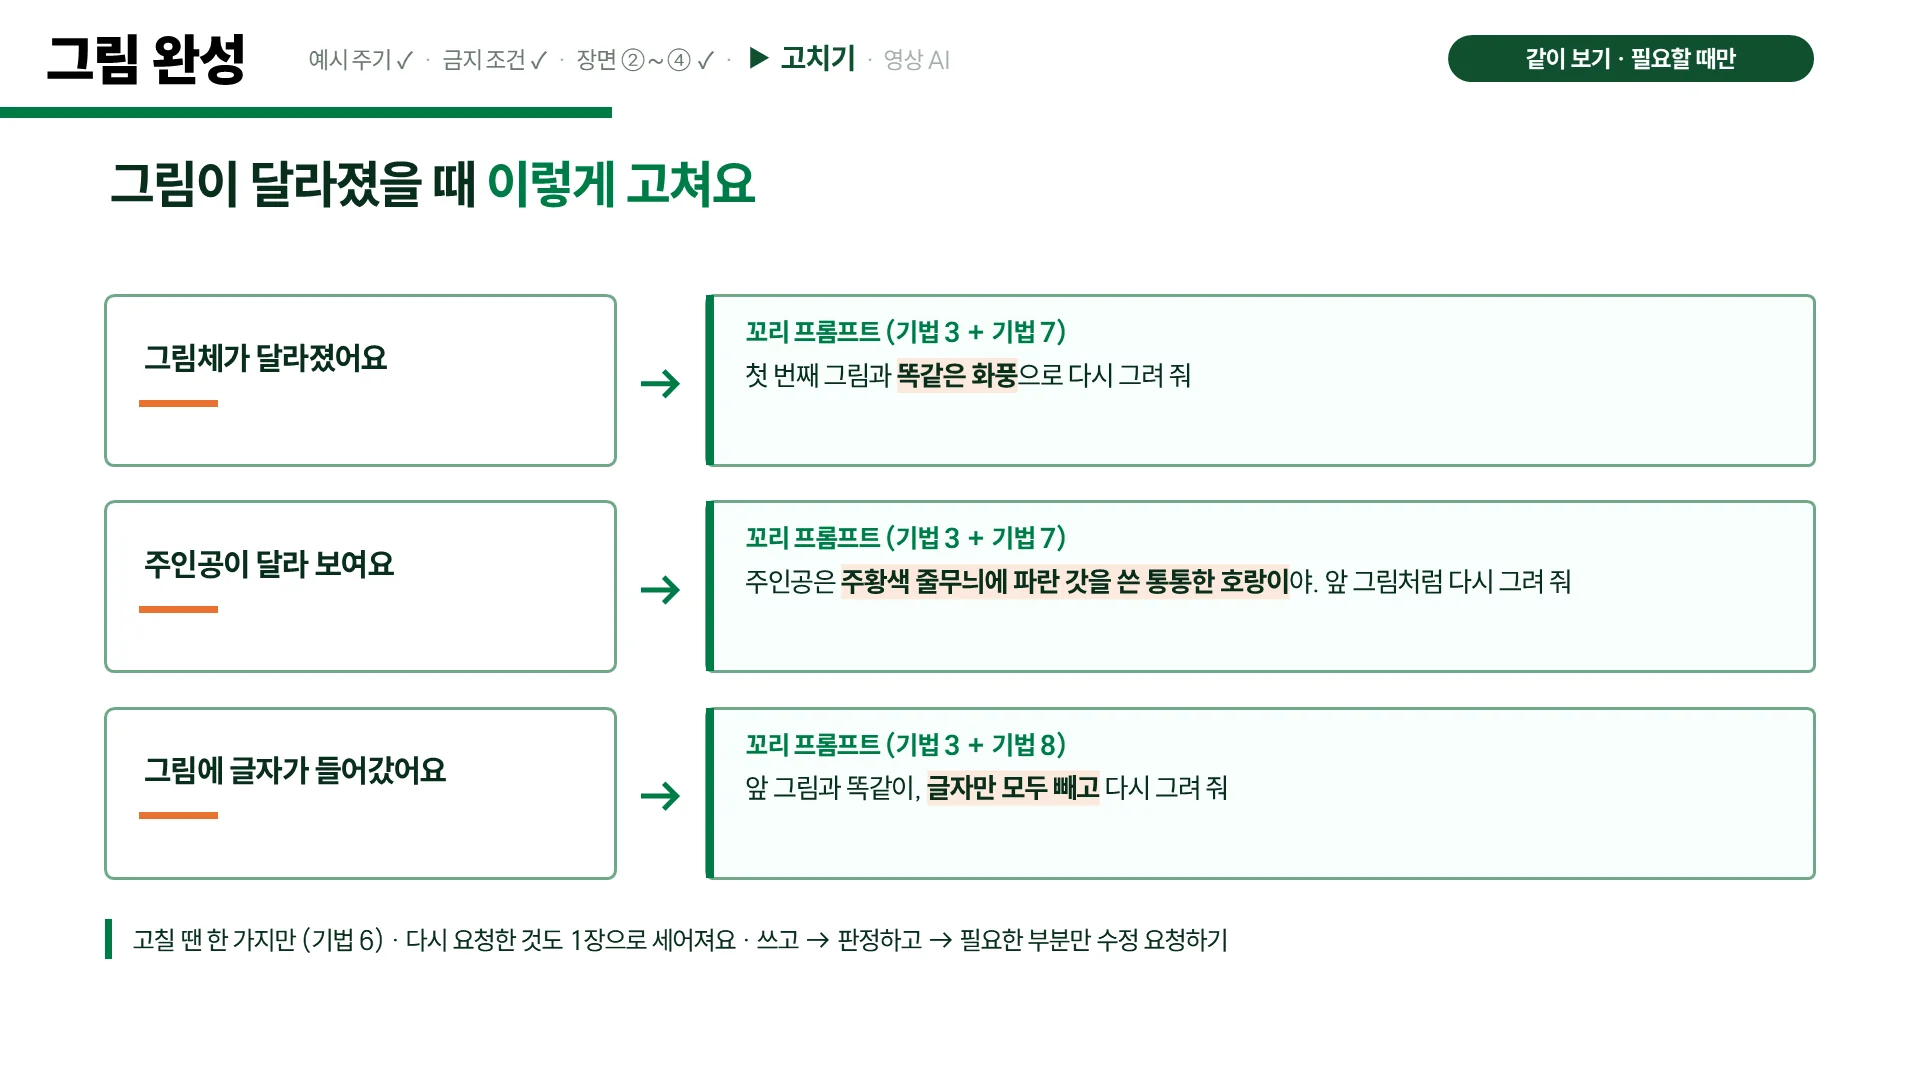 그림 완성
예시 주기 ✓ · 금지 조건 ✓ · 장면 ②~④ ✓ · ▶ 고치기 · 영상 AI
같이 보기 · 필요할 때만
그림이 달라졌을 때 이렇게 고쳐요
그림체가 달라졌어요
→
꼬리 프롬프트 (기법 3 + 기법 7)
첫 번째 그림과 똑같은 화풍으로 다시 그려 줘
주인공이 달라 보여요
→
꼬리 프롬프트 (기법 3 + 기법 7)
주인공은 주황색 줄무늬에 파란 갓을 쓴 통통한 호랑이야. 앞 그림처럼 다시 그려 줘
그림에 글자가 들어갔어요
→
꼬리 프롬프트 (기법 3 + 기법 8)
앞 그림과 똑같이, 글자만 모두 빼고 다시 그려 줘
고칠 땐 한 가지만 (기법 6) · 다시 요청한 것도 1장으로 세어져요 · 쓰고 → 판정하고 → 필요한 부분만 수정 요청하기